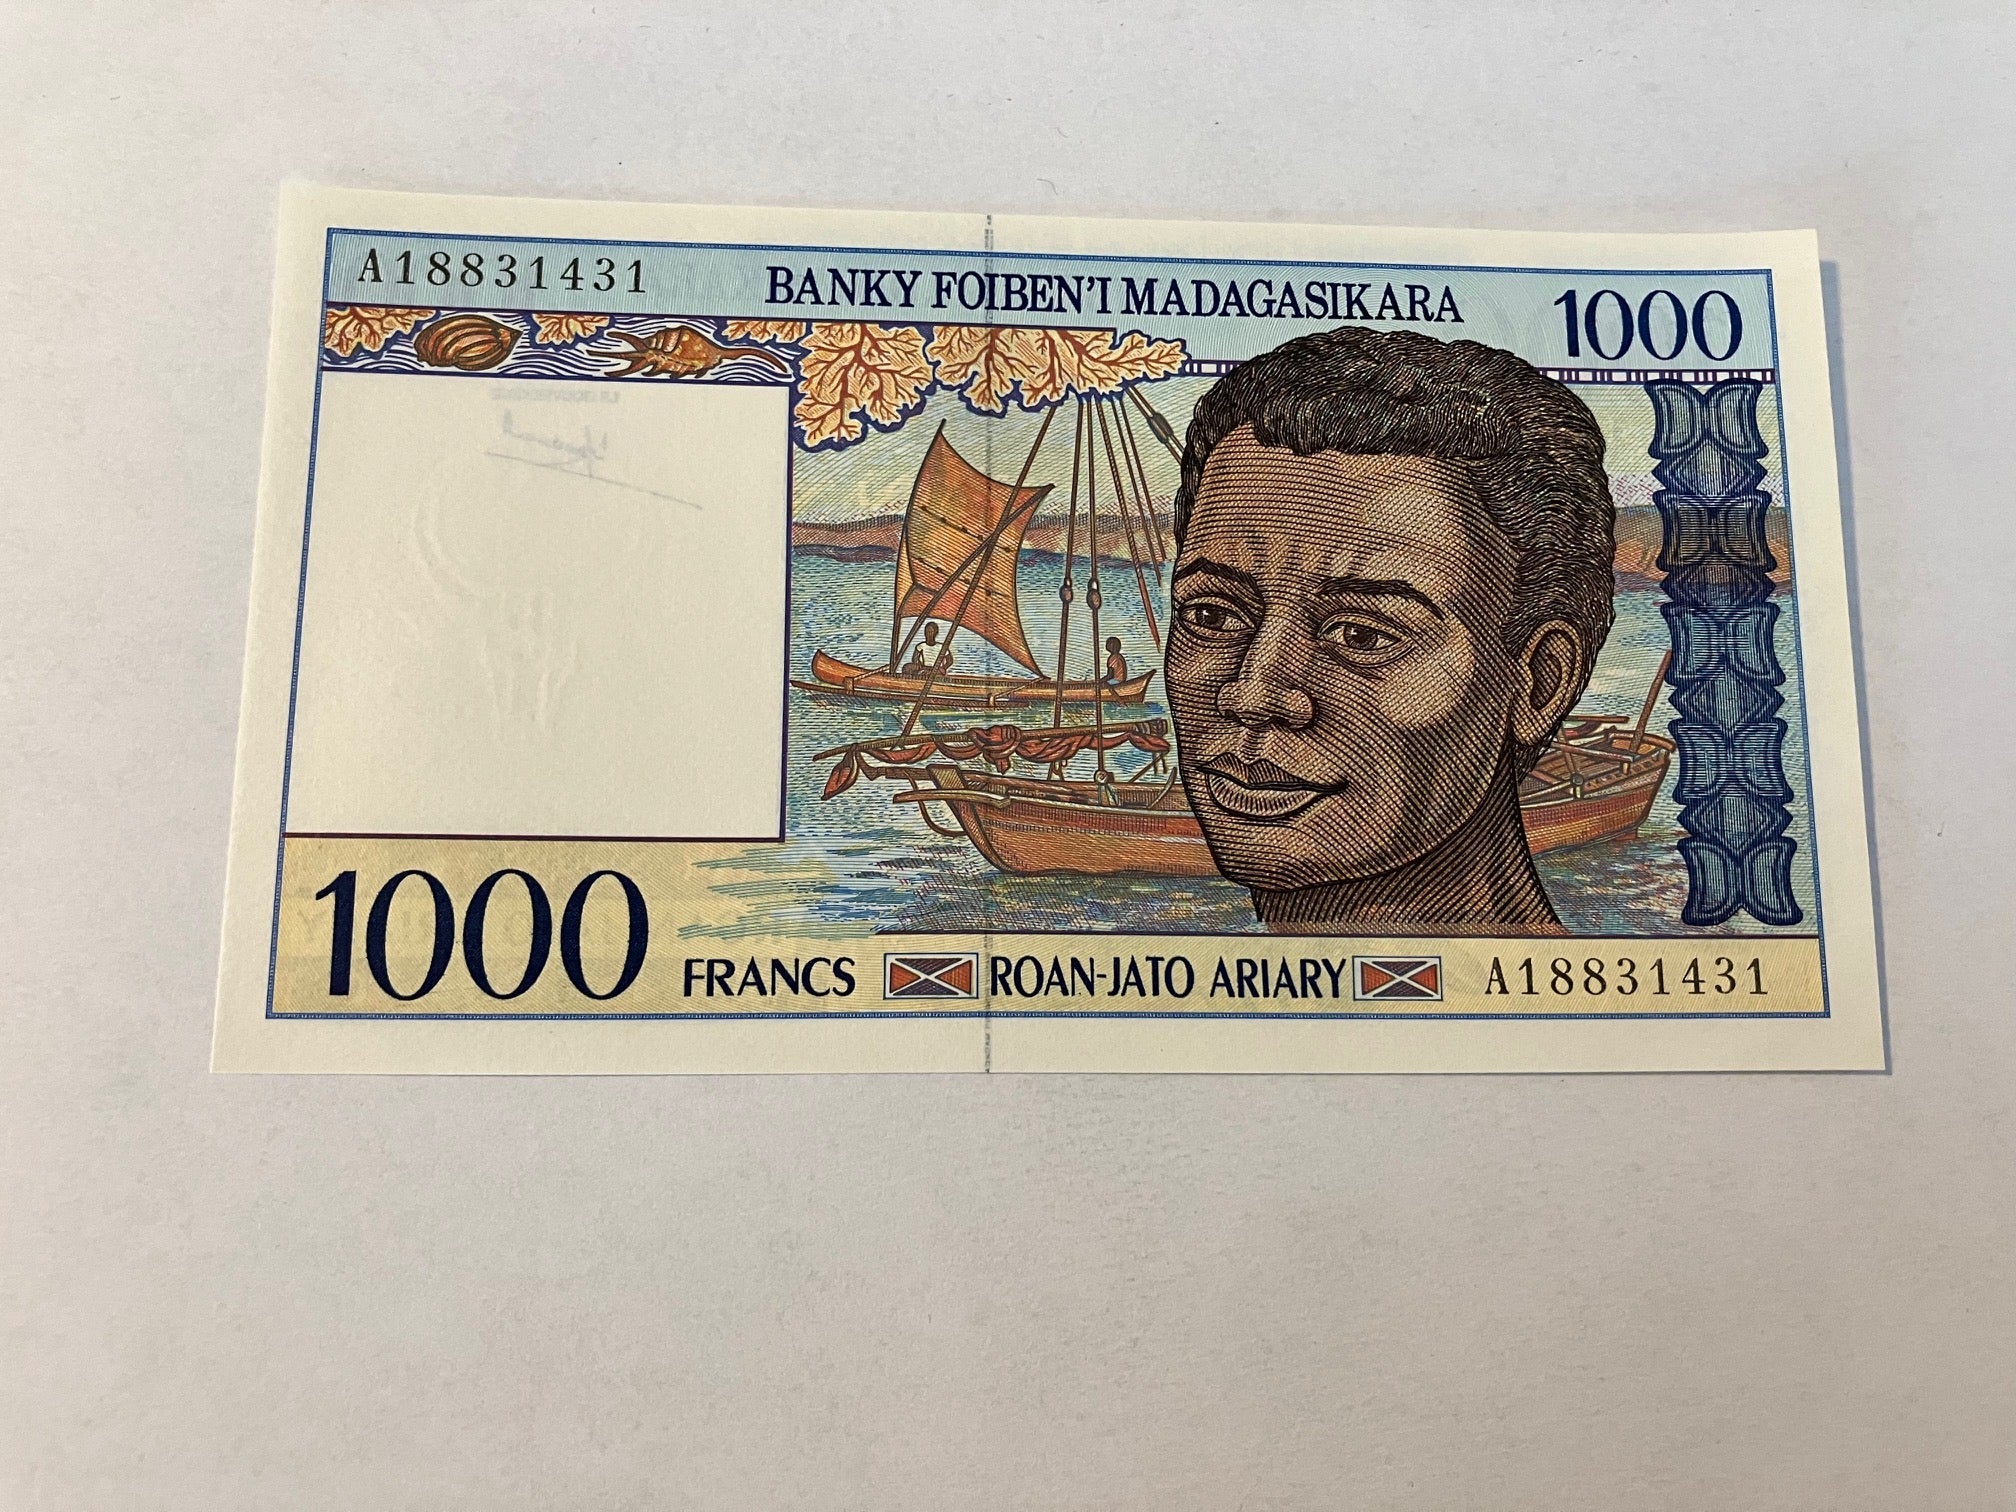 A18831431
BANKY FOIBEN'I MADAGASIKARA
1000
1000 FRANCS ROAN-JATO ARIARY A18831431